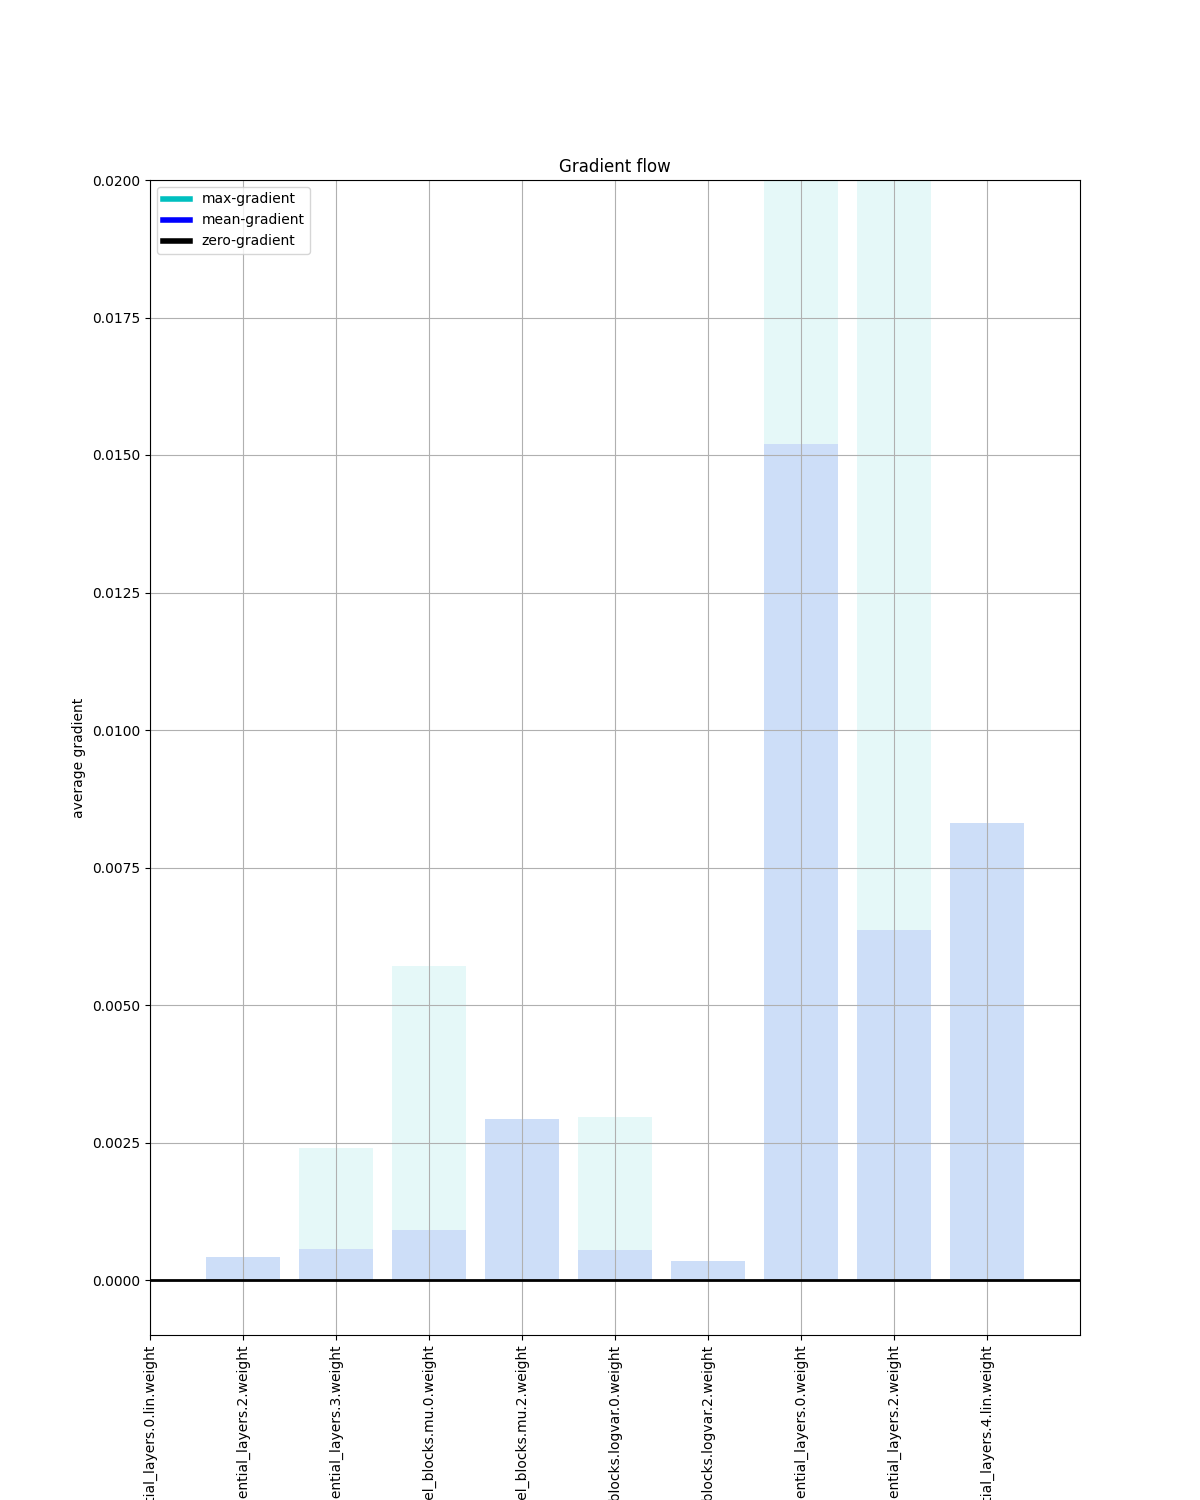 Gradient flow
max-gradient
mean-gradient
zero-gradient
0.0200
0.0175
0.0150
0.0125
0.0100
0.0075
0.0050
0.0025
0.0000
average gradient
tial_layers.0.lin.weight
ential_layers.2.weight
ential_layers.3.weight
el_blocks.mu.0.weight
el_blocks.mu.2.weight
blocks.logvar.0.weight
blocks.logvar.2.weight
ential_layers.0.weight
ential_layers.2.weight
tial_layers.4.lin.weight